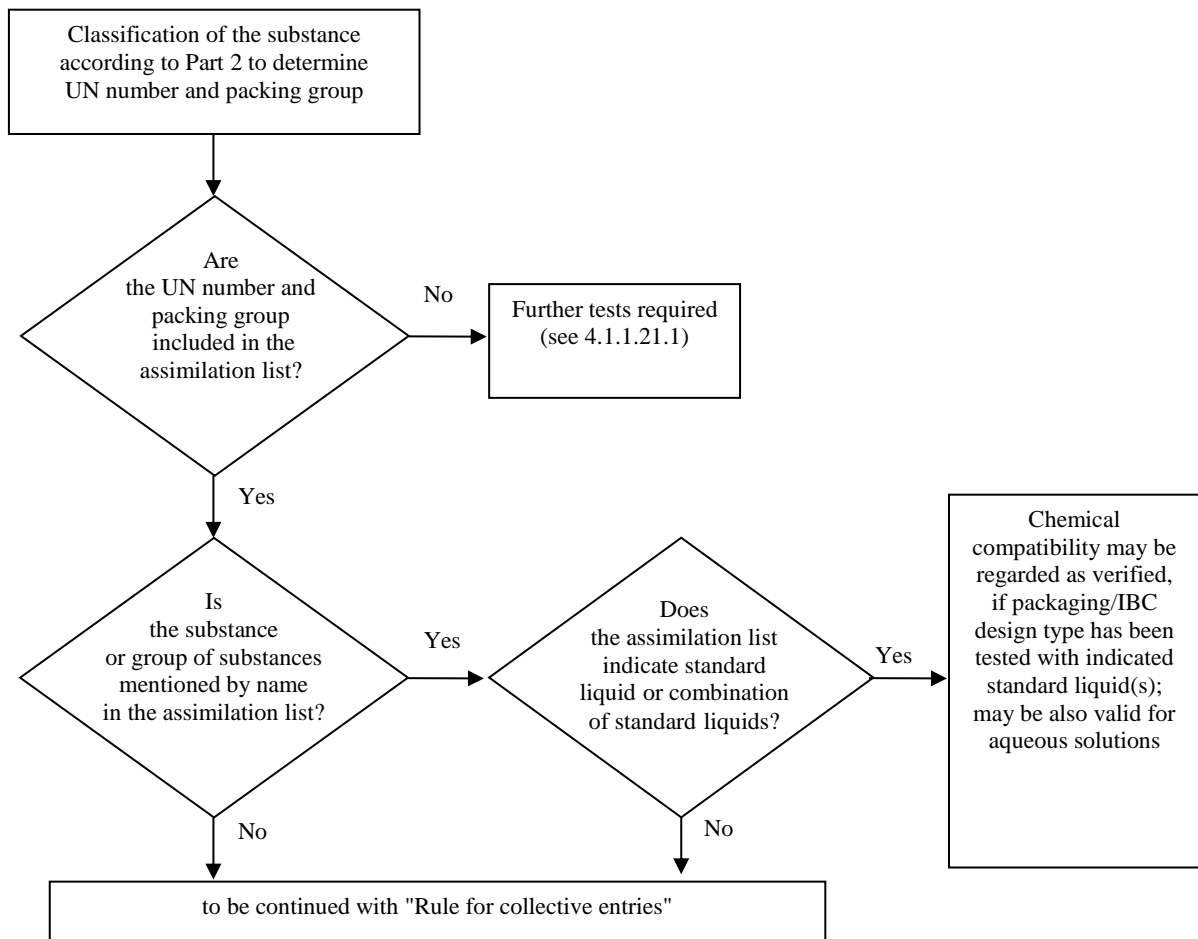 Classification of the substance
according to Part 2 to determine
UN number and packing group
Are
the UN number and
packing group
included in the
assimilation list?
No
Further tests required
(see 4.1.1.21.1)
Yes
Is
the substance
or group of substances
mentioned by name
in the assimilation list?
Yes
Does
the assimilation list
indicate standard
liquid or combination
of standard liquids?
Yes
Chemical
compatibility may be
regarded as verified,
if packaging/IBC
design type has been
tested with indicated
standard liquid(s);
may be also valid for
aqueous solutions
No
No
to be continued with "Rule for collective entries"